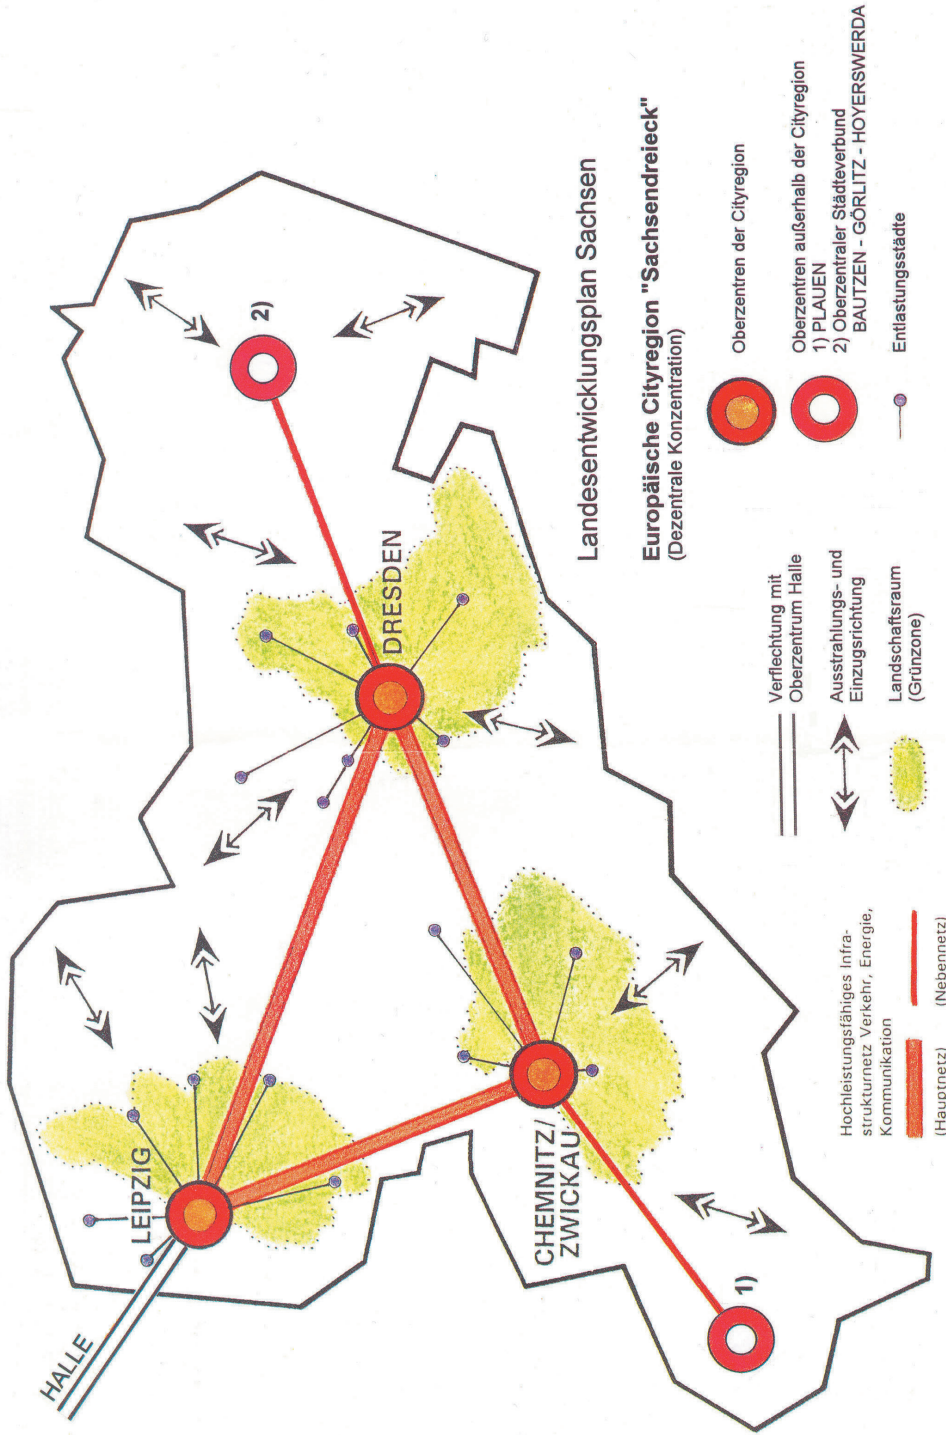 HALLE
LEIPZIG
CHEMNITZ/
ZWICKAU
DRESDEN
1)
2)
Landesentwicklungsplan Sachsen
Europäische Cityregion "Sachsendreieck"
(Dezentrale Konzentration)
Hochleistungsfähiges Infra-
strukturnetz Verkehr, Energie,
Kommunikation
(Hauptnetz)
(Nebennetz)
Verflechtung mit
Oberzentrum Halle
Ausstrahlungs- und
Einzugsrichtung
Landschaftsraum
(Grünzone)
Oberzentren der Cityregion
Oberzentren außerhalb der Cityregion
1) PLAUEN
2) Oberzentraler Städteverbund
BAUTZEN - GÖRLITZ - HOYERSWERDA
Entlastungsstädte